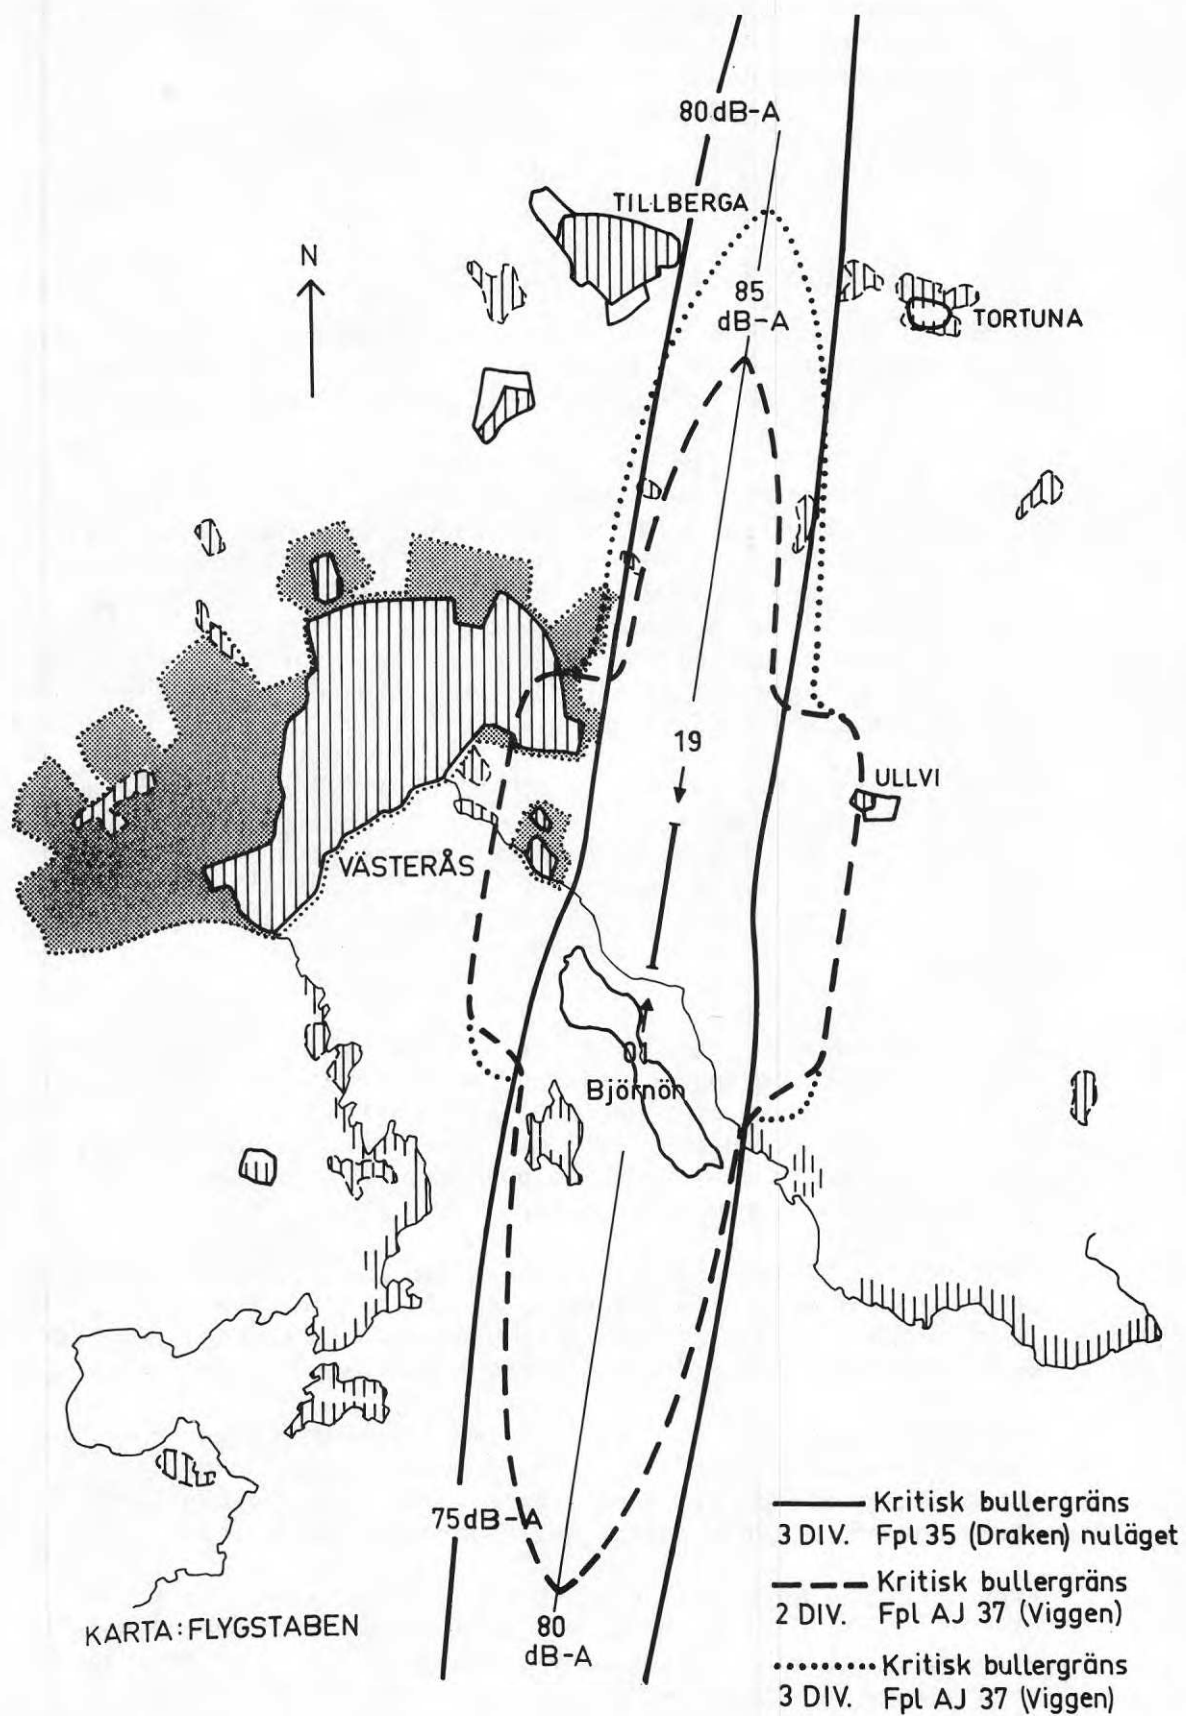 80 dB-A
TILLBERGA
N
85
dB-A
TORTUNA
19
ULLVI
VÄSTERÅS
01
Björnön
75 dB-A
80
dB-A
KARTA: FLYGSTABEN
Kritisk bullergräns
3 DIV. Fpl 35 (Draken) nuläget
Kritisk bullergräns
2 DIV. Fpl AJ 37 (Viggen)
Kritisk bullergräns
3 DIV. Fpl AJ 37 (Viggen)